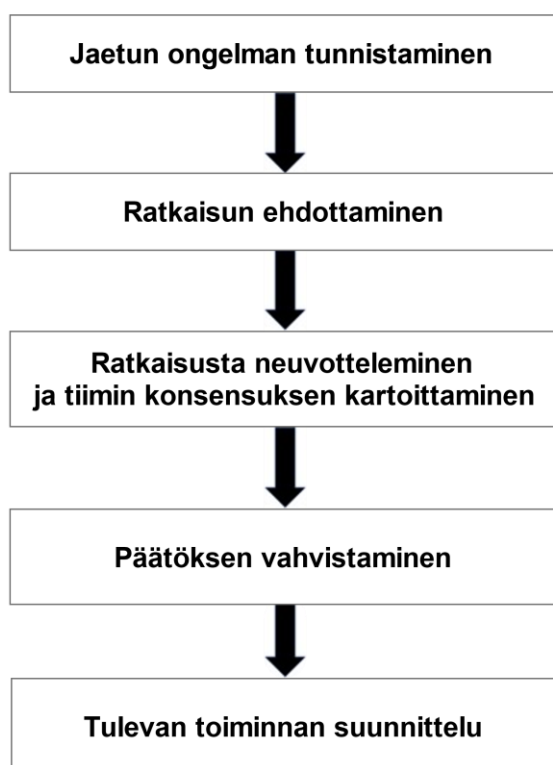 Jaetun ongelman tunnistaminen
Ratkaisun ehdottaminen
Ratkaisusta neuvotteleminen
ja tiimin konsensuksen kartoittaminen
Päätöksen vahvistaminen
Tulevan toiminnan suunnittelu